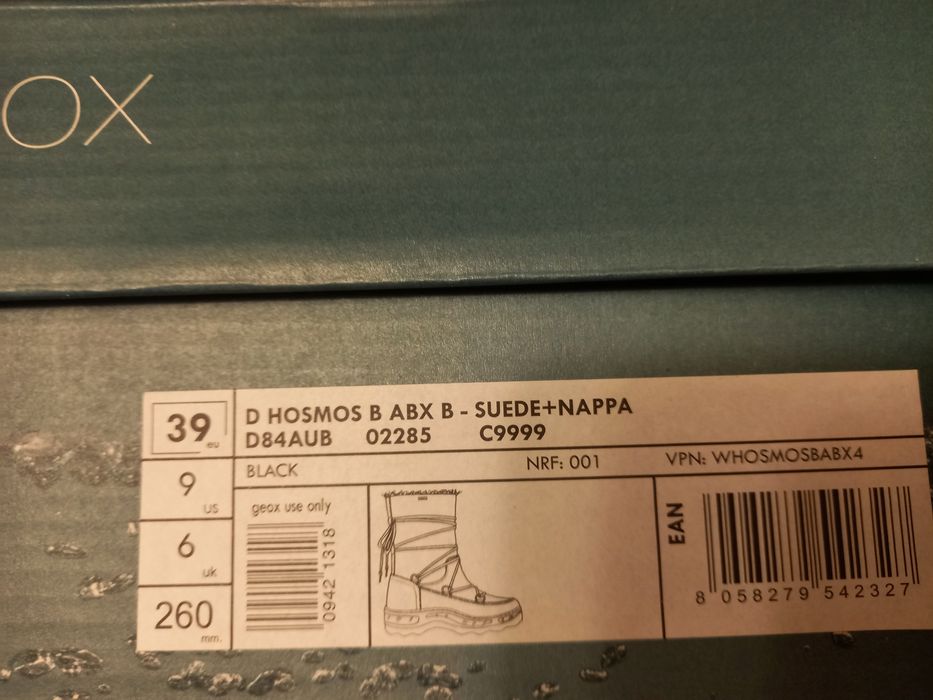 OX
39 eu
D HOSMOS B ABX B - SUEDE+NAPPA
D84AUB 02285 C9999
9 US
BLACK NRF: 001 VPN: WHOSMOSBABX4
6 uk
260 mm.
geox use only
0942 1318
EAN
8 058279 542327